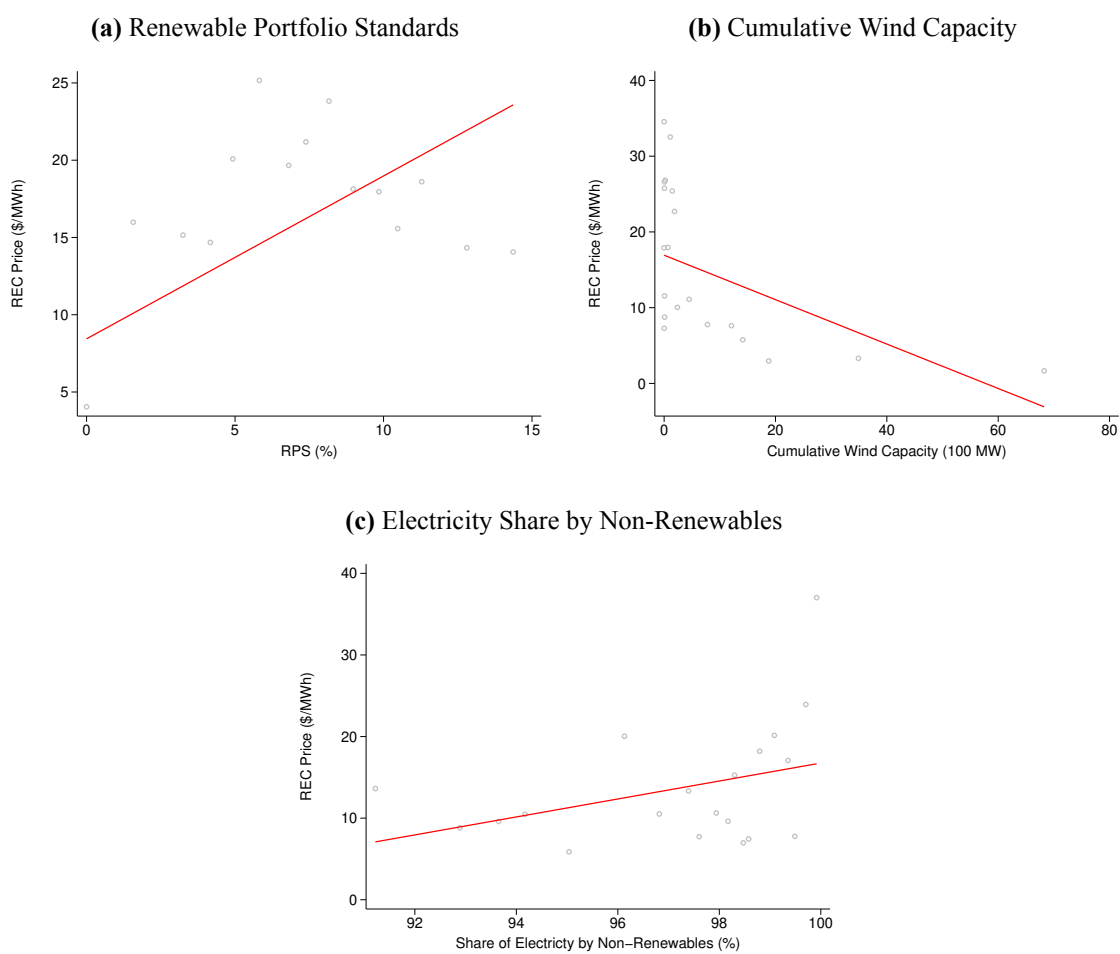 (a) Renewable Portfolio Standards
25
20
15
10
5
REC Price ($/MWh)
0 5 10 15
RPS (%)
(b) Cumulative Wind Capacity
40
30
20
10
0
REC Price ($/MWh)
0 20 40 60 80
Cumulative Wind Capacity (100 MW)
(c) Electricity Share by Non-Renewables
40
30
20
10
0
REC Price ($/MWh)
92 94 96 98 100
Share of Electricty by Non−Renewables (%)